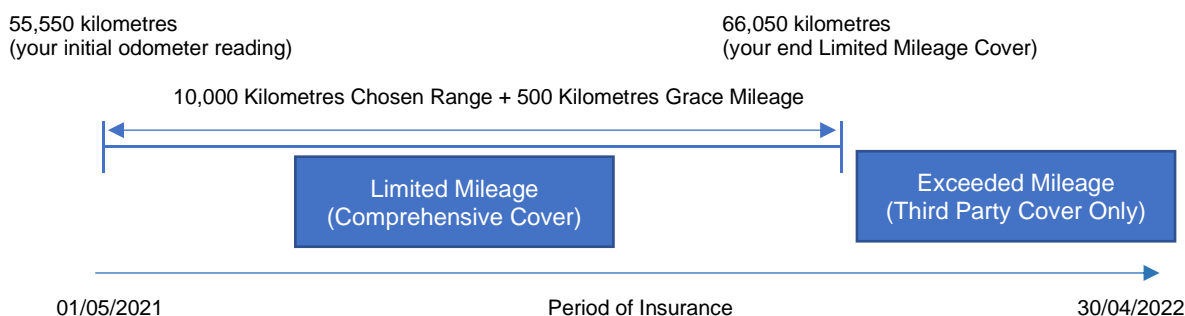 55,550 kilometres
(your initial odometer reading)
66,050 kilometres
(your end Limited Mileage Cover)
10,000 Kilometres Chosen Range + 500 Kilometres Grace Mileage
Limited Mileage
(Comprehensive Cover)
Exceeded Mileage
(Third Party Cover Only)
01/05/2021
Period of Insurance
30/04/2022